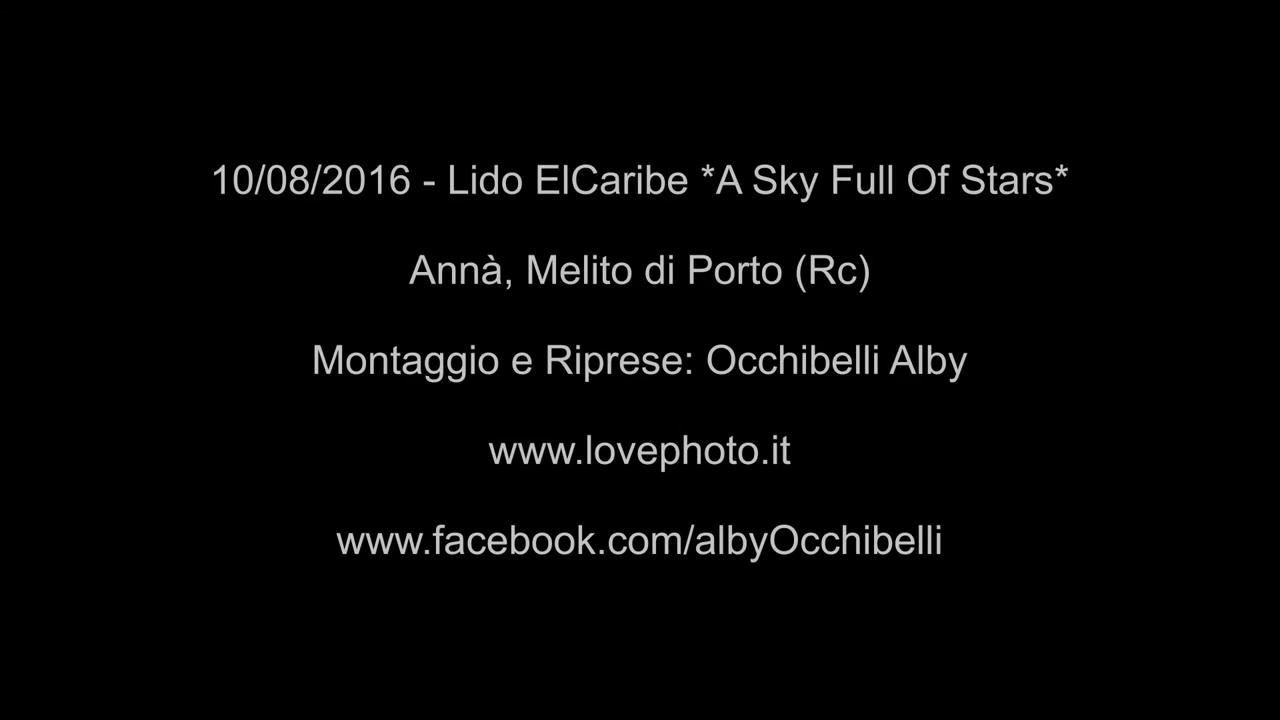 10/08/2016 - Lido ElCaribe *A Sky Full Of Stars*
Annà, Melito di Porto (Rc)
Montaggio e Riprese: Occhibelli Alby
www.lovephoto.it
www.facebook.com/albyOcchibelli